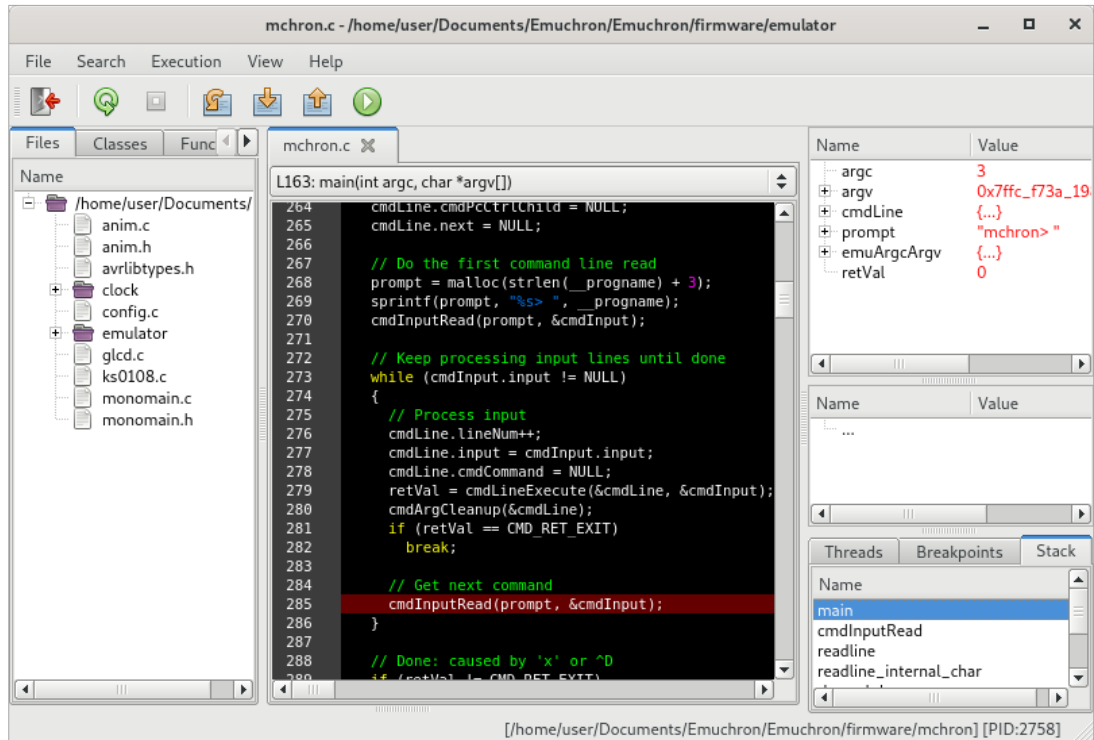 mchron.c - /home/user/Documents/Emuchron/Emuchron/firmware/emulator
File Search Execution View Help
Files Classes Func
Name
/home/user/Documents/
anim.c
anim.h
avrlibtypes.h
clock
config.c
emulator
glcd.c
ks0108.c
monomain.c
monomain.h
mchron.c
L163: main(int argc, char *argv[])
264 cmdLine.cmdPcCtrlChild = NULL;
265 cmdLine.next = NULL;
266
267 // Do the first command line read
268 prompt = malloc(strlen(__progname) + 3);
269 sprintf(prompt, "%s> ", __progname);
270 cmdInputRead(prompt, &cmdInput);
271
272 // Keep processing input lines until done
273 while (cmdInput.input != NULL)
274 {
275 // Process input
276 cmdLine.lineNum++;
277 cmdLine.input = cmdInput.input;
278 cmdLine.cmdCommand = NULL;
279 retVal = cmdLineExecute(&cmdLine, &cmdInput);
280 cmdArgCleanup(&cmdLine);
281 if (retVal == CMD_RET_EXIT)
282 break;
283
284 // Get next command
285 cmdInputRead(prompt, &cmdInput);
286 }
287
288 // Done: caused by 'x' or ^D
289 if (retVal != CMD_RET_EXIT)
Name Value
argc 3
argv 0x7ffc_f73a_19
cmdLine {...}
prompt "mchron> "
emuArgcArgv {...}
retVal 0
Name Value
...
Threads Breakpoints Stack
Name
main
cmdInputRead
readline
readline_internal_char
[/home/user/Documents/Emuchron/Emuchron/firmware/mchron] [PID:2758]